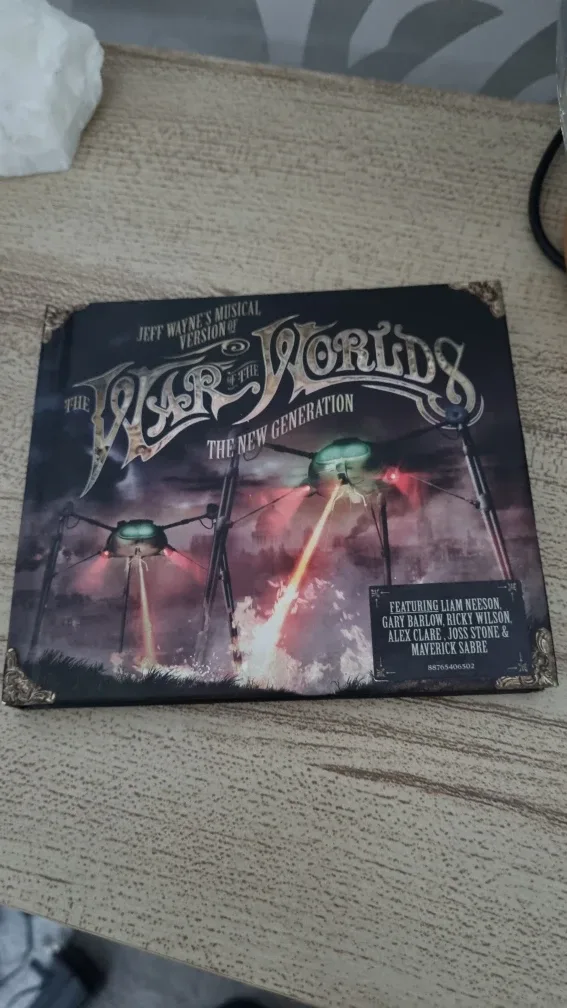 JEFF WAYNE'S MUSICAL
VERSION OF
THE WAR OF THE WORLDS
THE NEW GENERATION
FEATURING LIAM NEESON,
GARY BARLOW, RICKY WILSON,
ALEX CLARE, JOSS STONE &
MAVERICK SABRE
88765406502